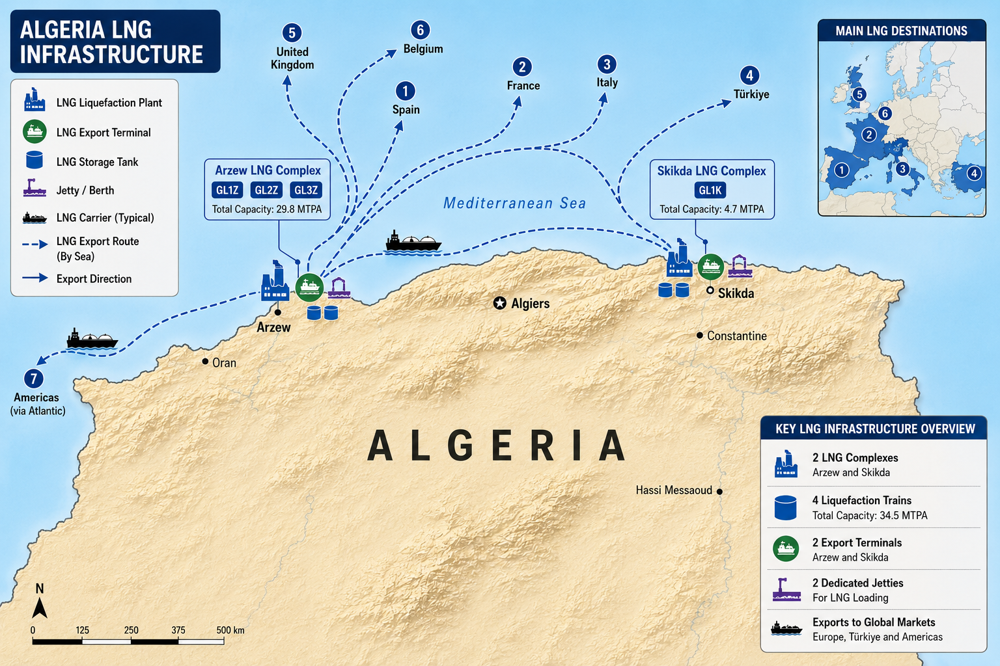 ALGERIA LNG
INFRASTRUCTURE
LNG Liquefaction Plant
LNG Export Terminal
LNG Storage Tank
Jetty / Berth
LNG Carrier (Typical)
LNG Export Route
(By Sea)
Export Direction
5
United
Kingdom
6
Belgium
1
Spain
2
France
3
Italy
4
Türkiye
MAIN LNG DESTINATIONS
5
6
2
1
3
4
Arzew LNG Complex
GL1Z GL2Z GL3Z
Total Capacity: 29.8 MTPA
Skikda LNG Complex
GL1K
Total Capacity: 4.7 MTPA
Mediterranean Sea
Arzew
Algiers
Skikda
Constantine
Oran
7
Americas
(via Atlantic)
ALGERIA
Hassi Messaoud
KEY LNG INFRASTRUCTURE OVERVIEW
2 LNG Complexes
Arzew and Skikda
4 Liquefaction Trains
Total Capacity: 34.5 MTPA
2 Export Terminals
Arzew and Skikda
2 Dedicated Jetties
For LNG Loading
Exports to Global Markets
Europe, Türkiye and Americas
N
0 125 250 375 500 km